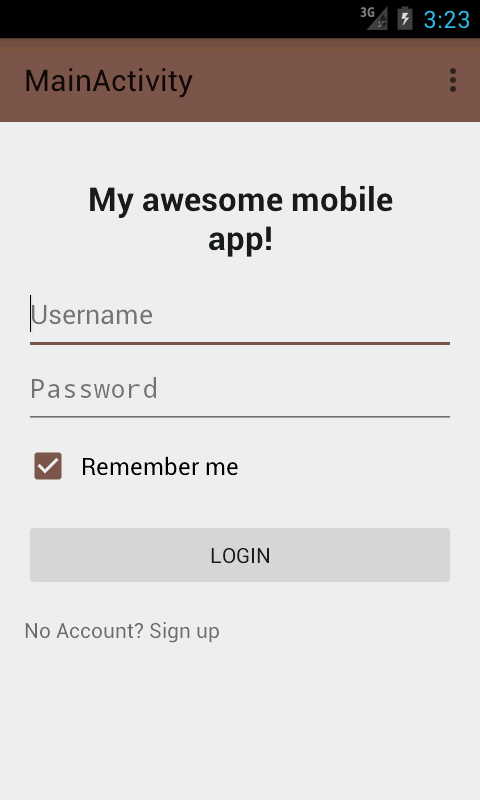 3G 3:23
MainActivity
My awesome mobile
app!
Username
Password
Remember me
LOGIN
No Account? Sign up